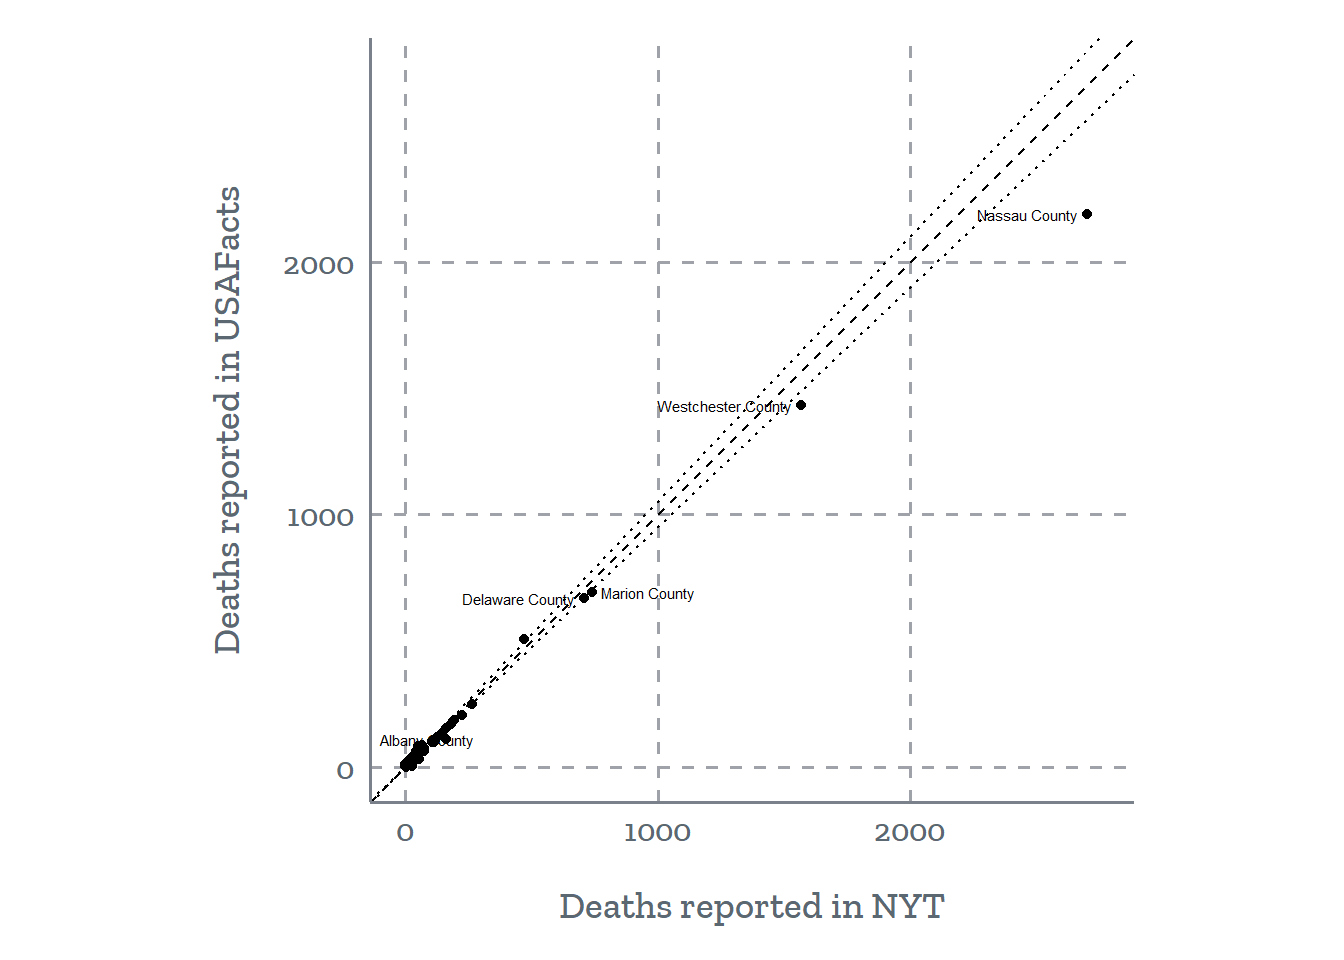 Deaths reported in USAFacts
2000
1000
0
Nassau County
Westchester County
Delaware County
Marion County
Albany County
0
1000
2000
Deaths reported in NYT